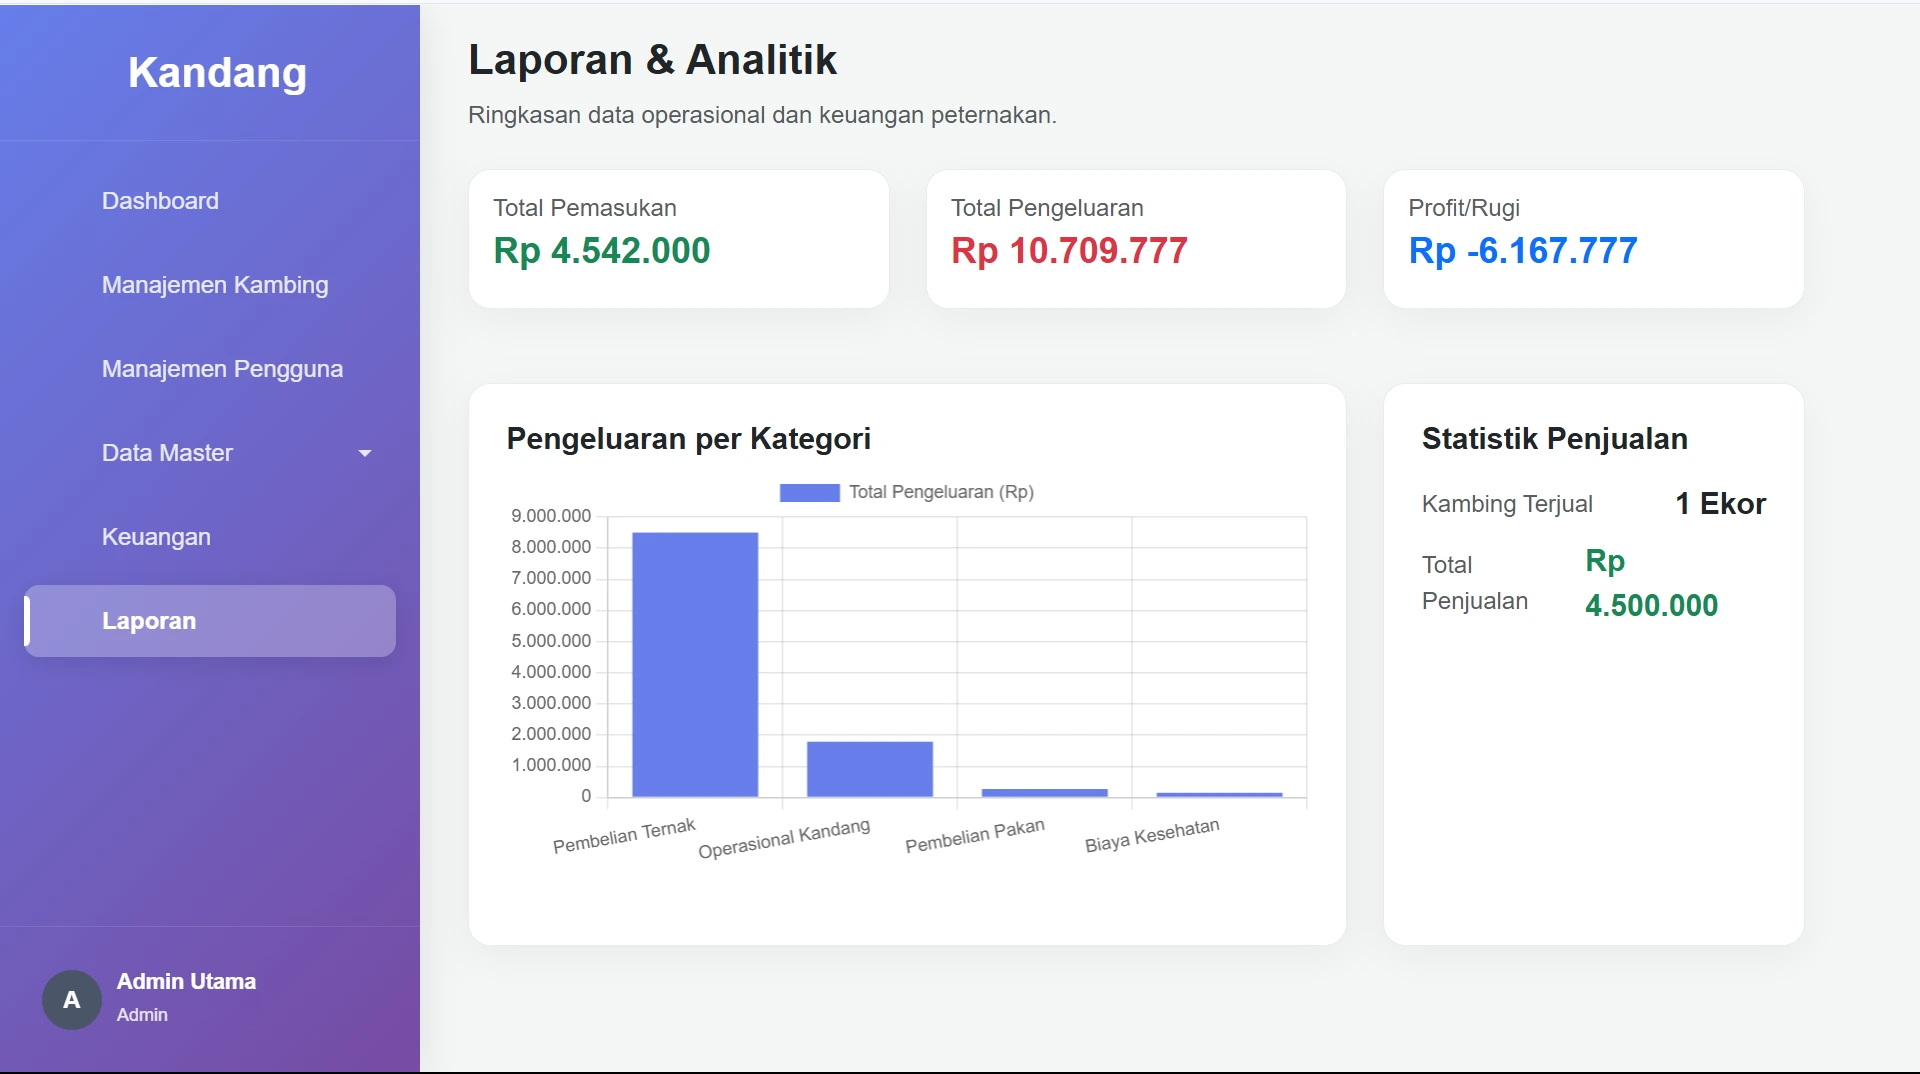 Kandang
Dashboard
Manajemen Kambing
Manajemen Pengguna
Data Master
Keuangan
Laporan
A
Admin Utama
Admin
Laporan & Analitik
Ringkasan data operasional dan keuangan peternakan.
Total Pemasukan
Rp 4.542.000
Total Pengeluaran
Rp 10.709.777
Profit/Rugi
Rp -6.167.777
Pengeluaran per Kategori
Total Pengeluaran (Rp)
9.000.000
8.000.000
7.000.000
6.000.000
5.000.000
4.000.000
3.000.000
2.000.000
1.000.000
0
Pembelian Ternak
Operasional Kandang
Pembelian Pakan
Biaya Kesehatan
Statistik Penjualan
Kambing Terjual
1 Ekor
Total
Penjualan
Rp
4.500.000